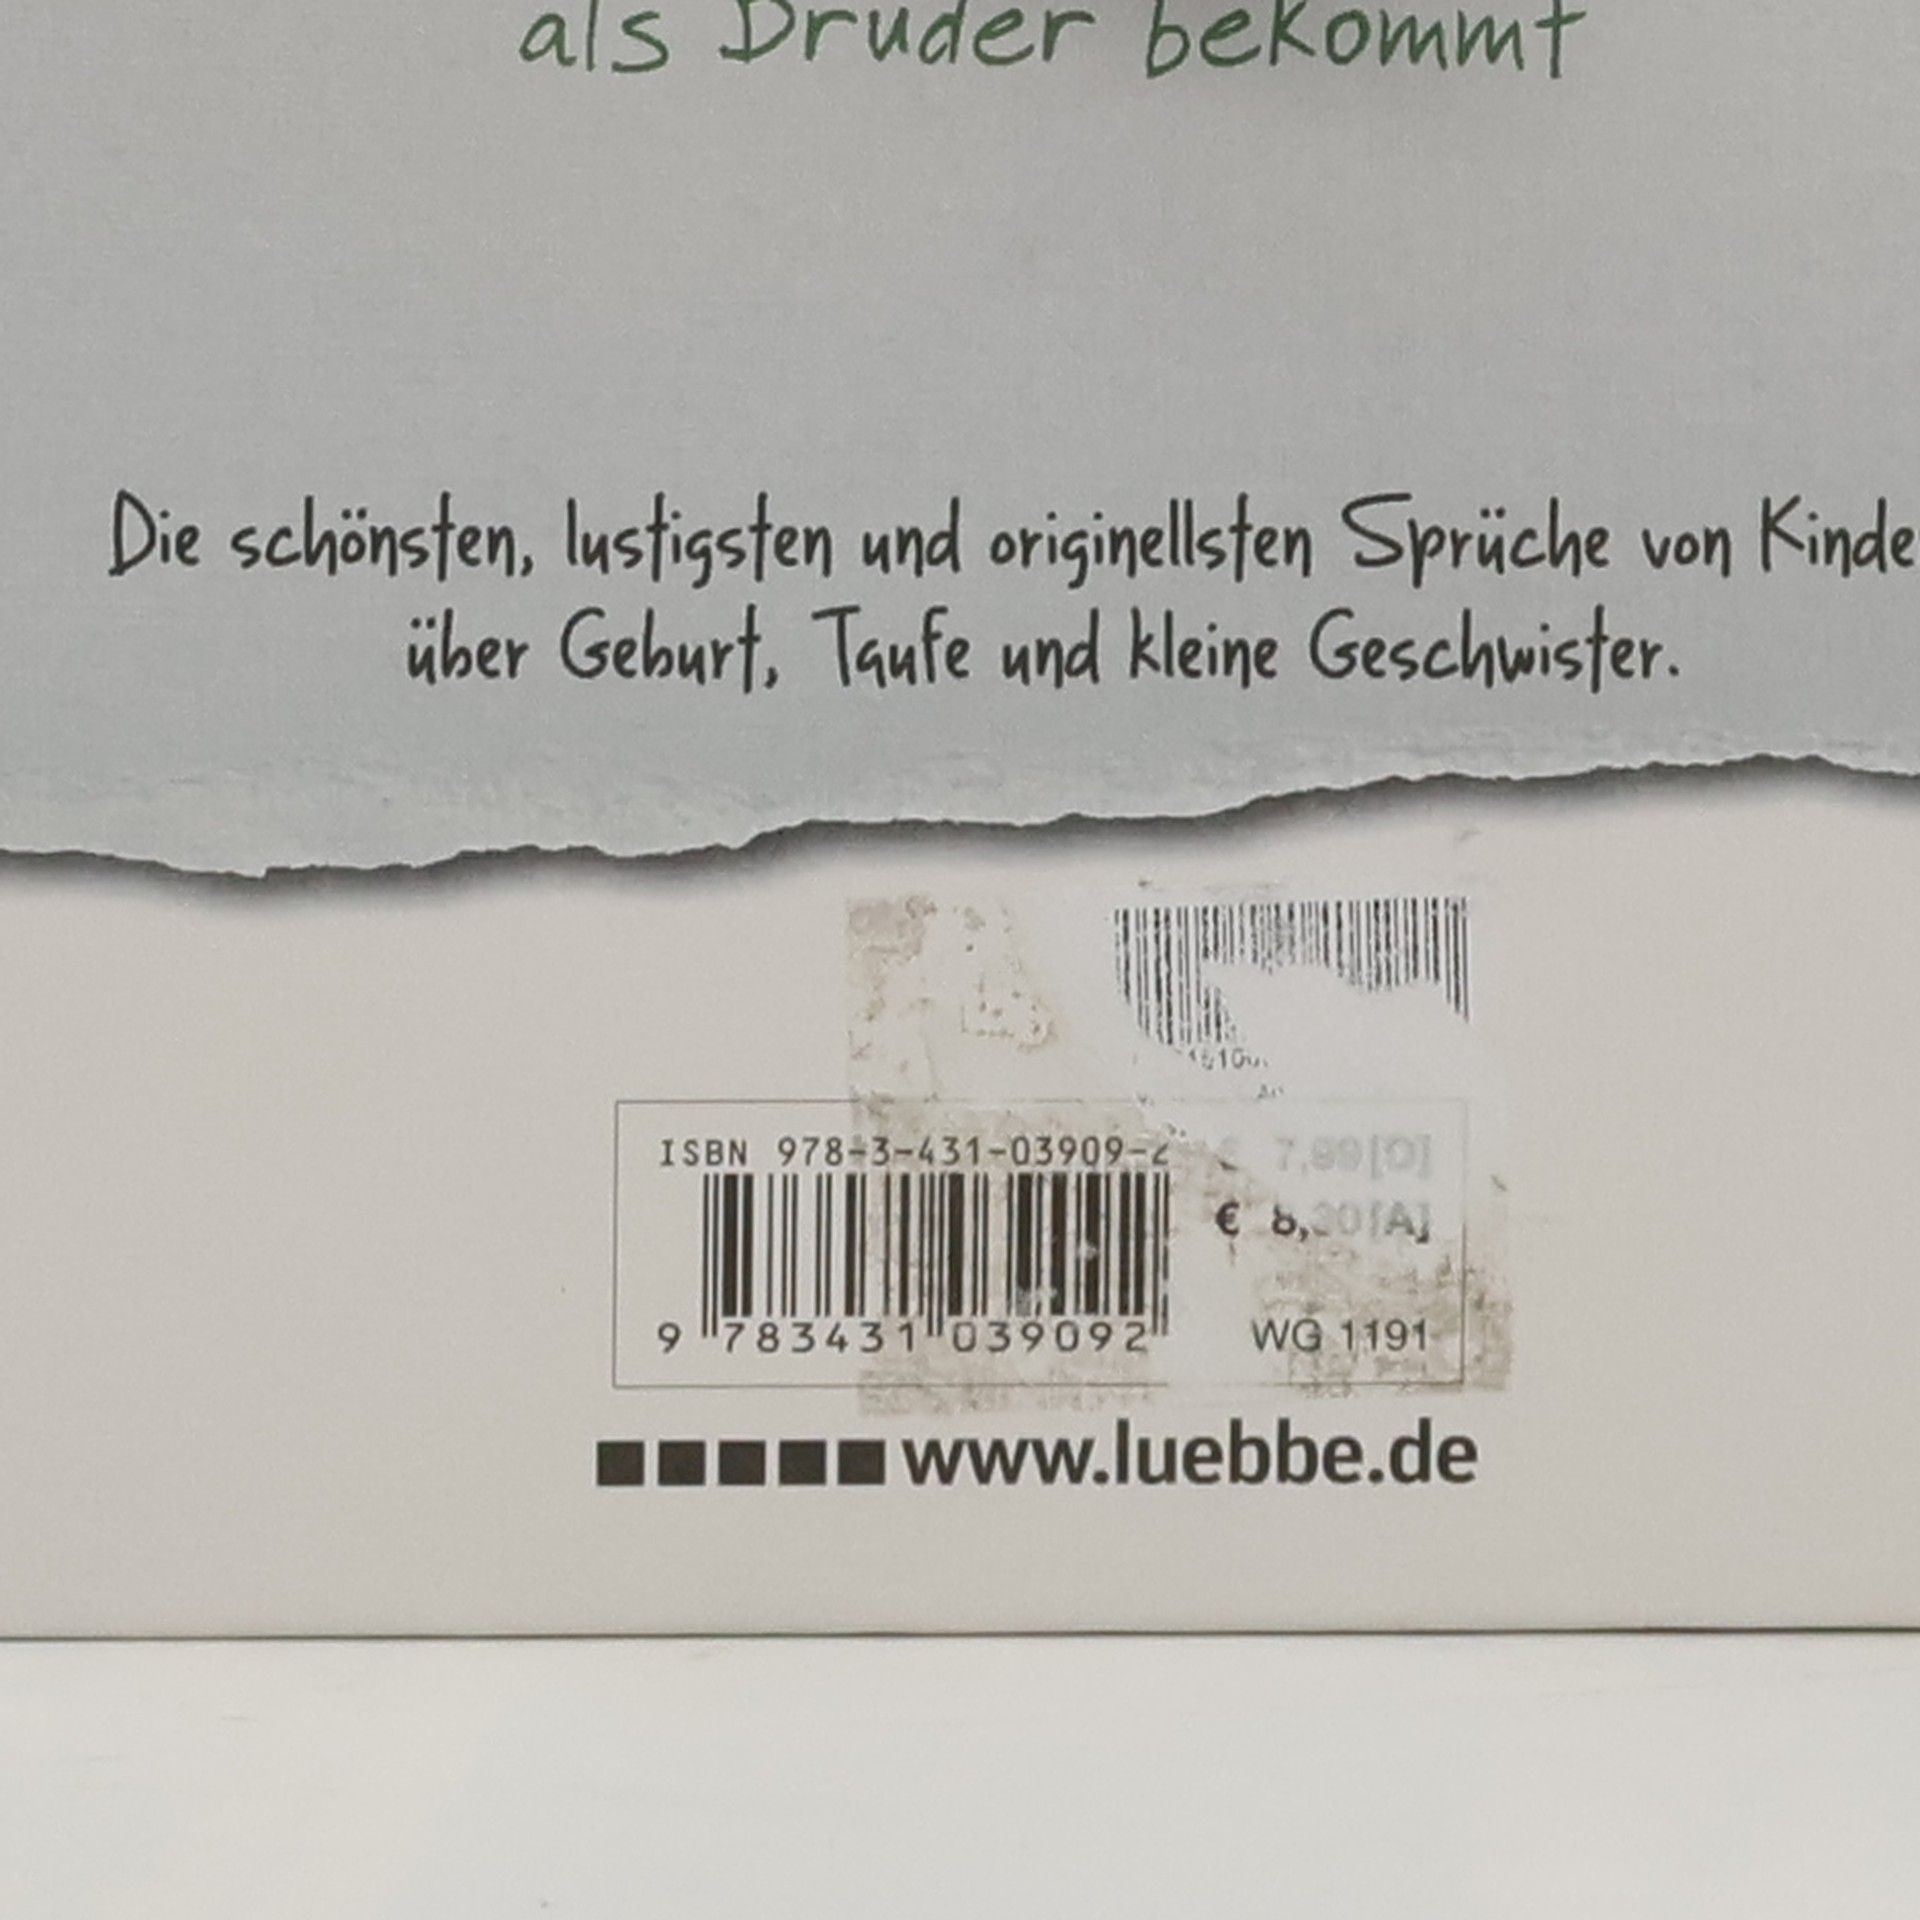 als Druder bekommt
Die schönsten, lustigsten und originellsten Sprüche von Kinde
über Geburt, Taufe und kleine Geschwister.
ISBN 978-3-431-03909-2
€ 7,99[D]
€ 8,30[A]
9 783431 039092
WG 1191
www.luebbe.de